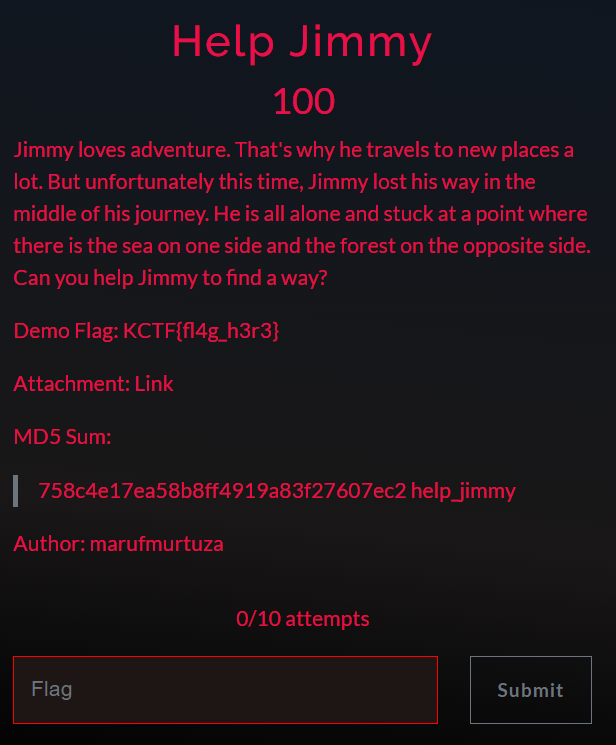 Help Jimmy
100
Jimmy loves adventure. That's why he travels to new places a
lot. But unfortunately this time, Jimmy lost his way in the
middle of his journey. He is all alone and stuck at a point where
there is the sea on one side and the forest on the opposite side.
Can you help Jimmy to find a way?
Demo Flag: KCTF{fl4g_h3r3}
Attachment: Link
MD5 Sum:
758c4e17ea58b8ff4919a83f27607ec2 help_jimmy
Author: marufmurtuza
0/10 attempts
Flag
Submit